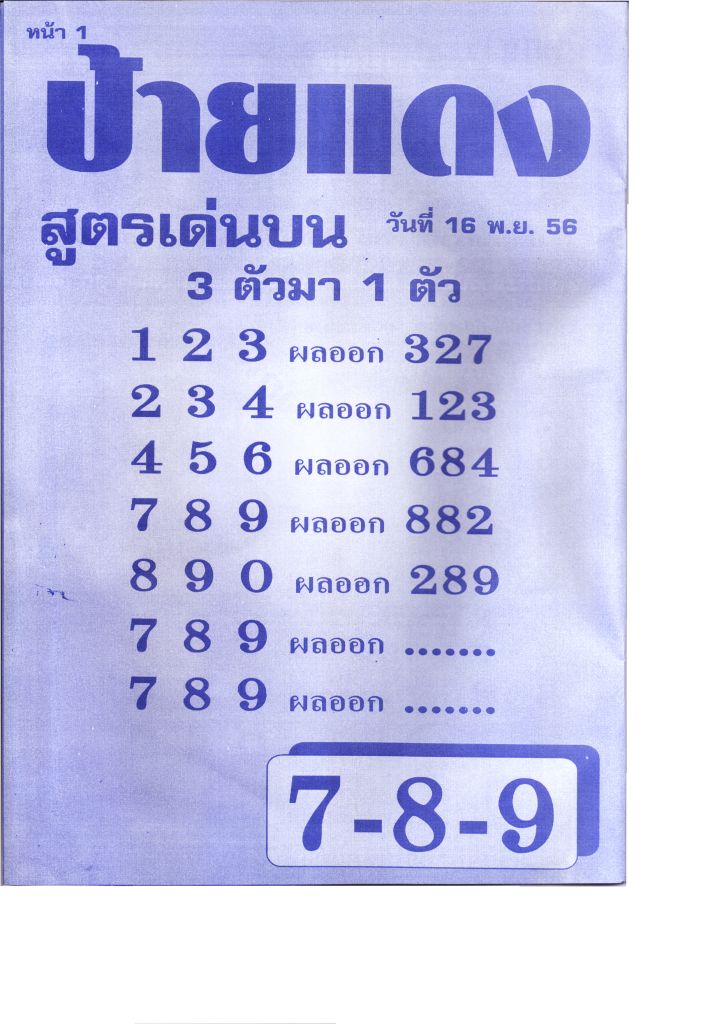 หน้า 1
ป้ายแดง
สูตรเด่นบน วันที่ 16 พ.ย. 56
3 ตัวมา 1 ตัว
1 2 3 ผลออก 327
2 3 4 ผลออก 123
4 5 6 ผลออก 684
7 8 9 ผลออก 882
8 9 0 ผลออก 289
7 8 9 ผลออก .......
7 8 9 ผลออก .......
7-8-9